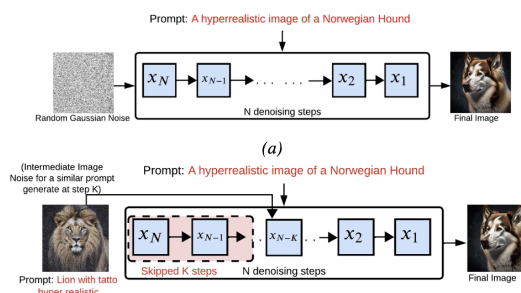 Prompt: A hyperrealistic image of a Norwegian Hound
x_N x_{N-1} . . . . . . x_2 x_1
Random Gaussian Noise
N denoising steps
Final Image
(a)
(Intermediate Image
Noise for a similar prompt
generate at step K)
Prompt: A hyperrealistic image of a Norwegian Hound
x_N x_{N-1} . x_{N-K} . . x_2 x_1
Skipped K steps
N denoising steps
Final Image
Prompt: Lion with tatto
hyper realistic